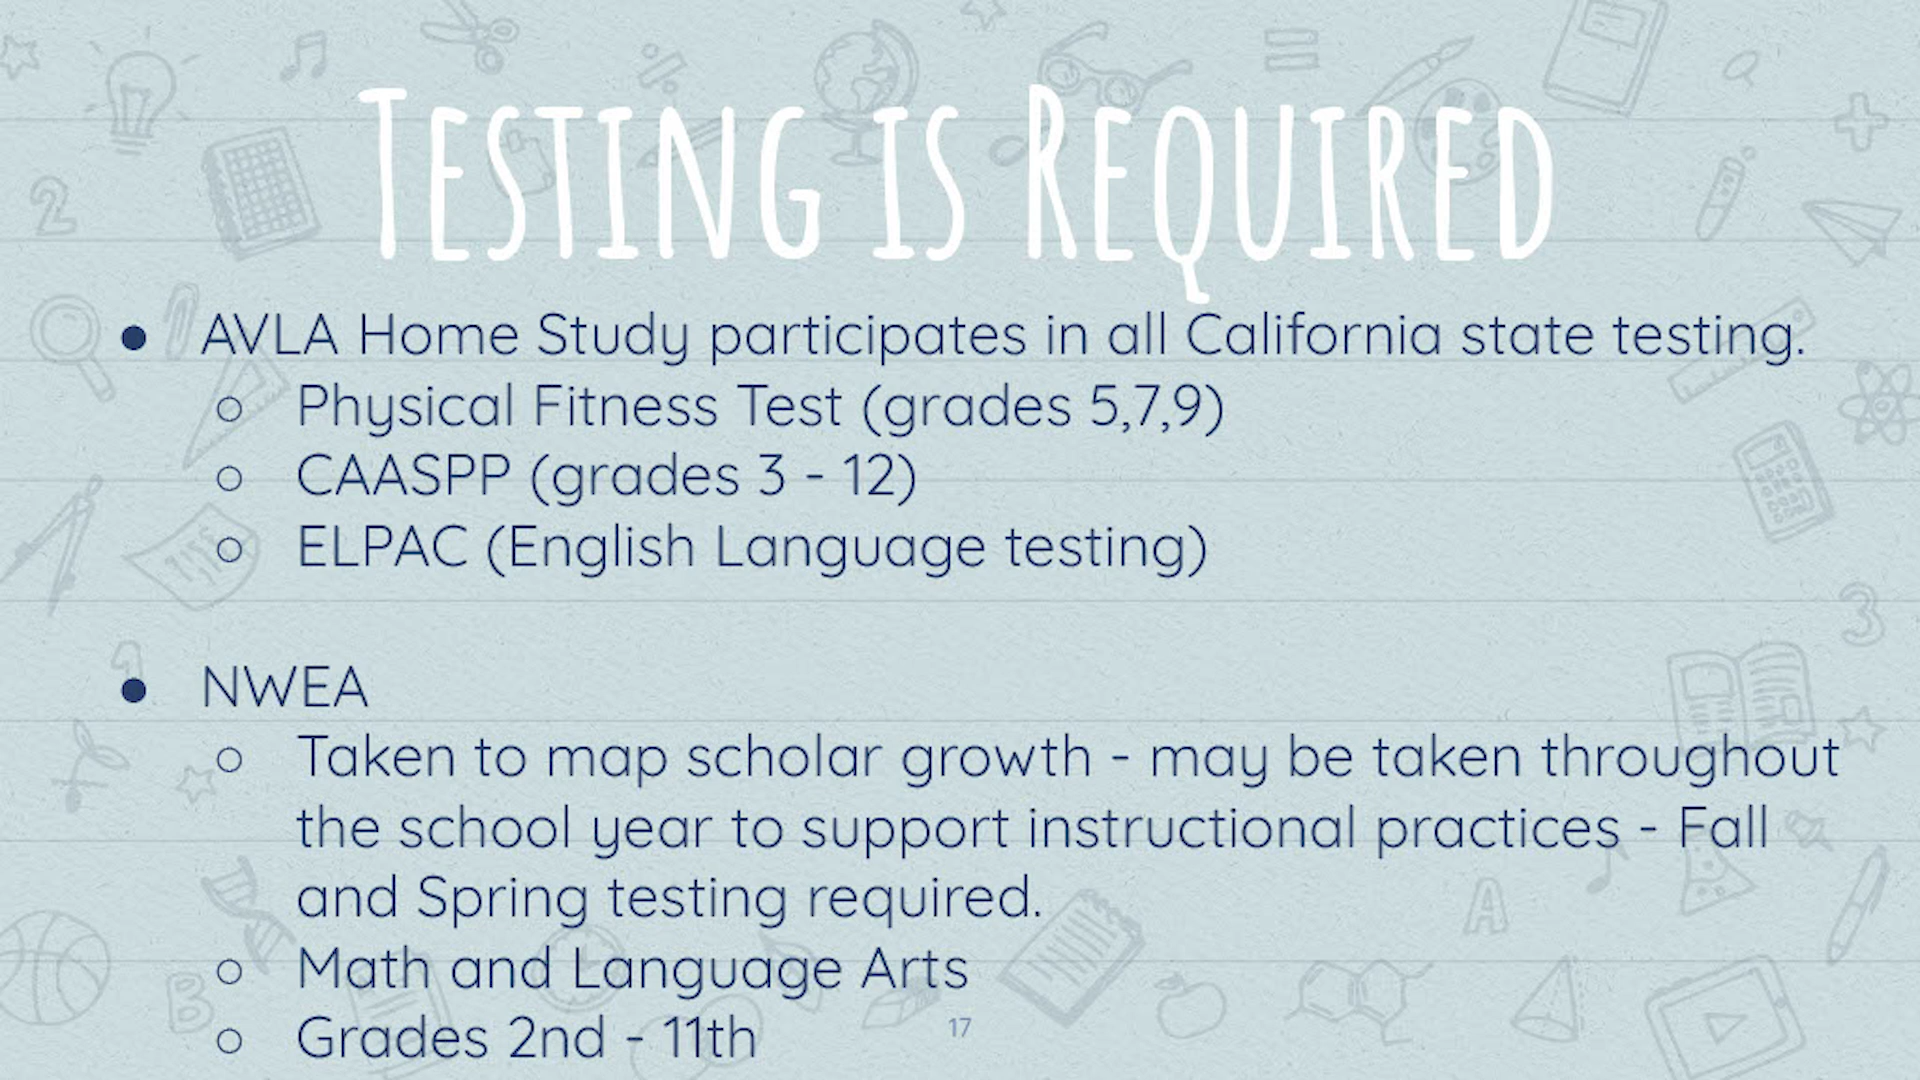 TESTING IS REQUIRED
● AVLA Home Study participates in all California state testing.
○ Physical Fitness Test (grades 5,7,9)
○ CAASPP (grades 3 - 12)
○ ELPAC (English Language testing)
● NWEA
○ Taken to map scholar growth - may be taken throughout
the school year to support instructional practices - Fall
and Spring testing required.
○ Math and Language Arts
○ Grades 2nd - 11th
17